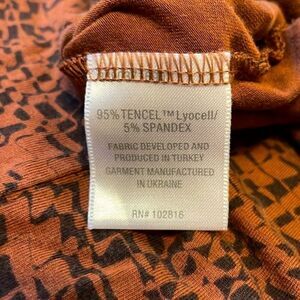 95% TENCEL™ Lyocell/
5% SPANDEX
FABRIC DEVELOPED AND
PRODUCED IN TURKEY
GARMENT MANUFACTURED
IN UKRAINE
RN# 102816